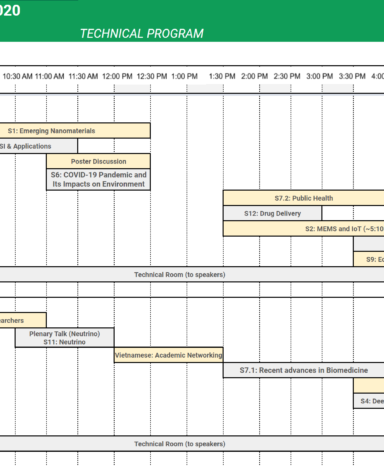 020
TECHNICAL PROGRAM
10:30 AM 11:00 AM 11:30 AM 12:00 PM 12:30 PM 1:00 PM 1:30 PM 2:00 PM 2:30 PM 3:00 PM 3:30 PM 4:00
S1: Emerging Nanomaterials
SI & Applications
Poster Discussion
S6: COVID-19 Pandemic and
Its Impacts on Environment
S7.2: Public Health
S12: Drug Delivery
S2: MEMS and IoT (~5:10
S9: Ec
Technical Room (to speakers)
archers
Plenary Talk (Neutrino)
S11: Neutrino
Vietnamese: Academic Networking
S7.1: Recent advances in Biomedicine
S4: Dee
Technical Room (to speakers)